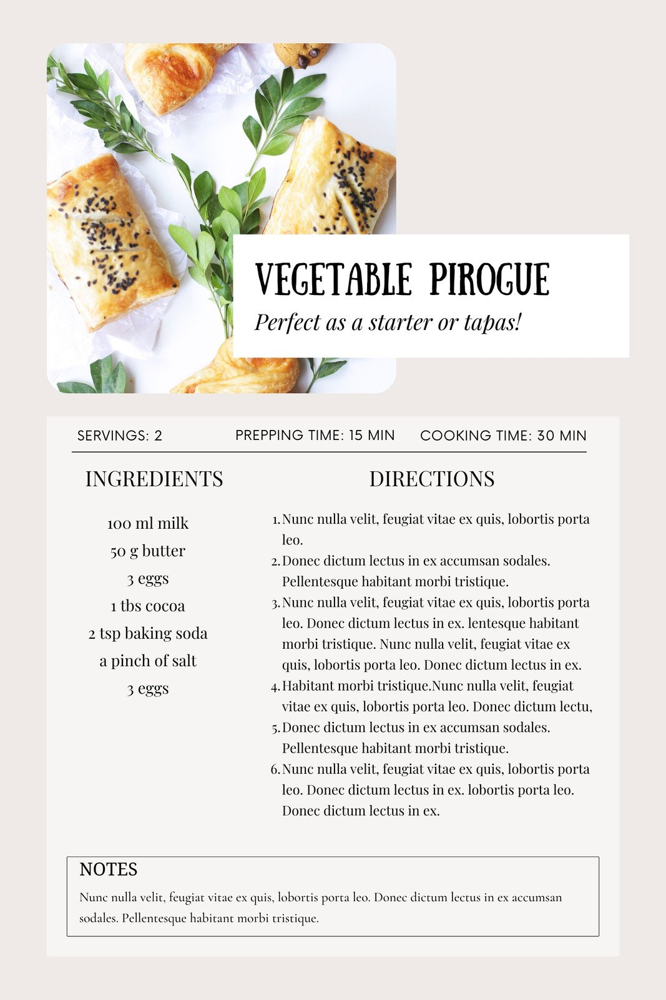 VEGETABLE PIROGUE
Perfect as a starter or tapas!
SERVINGS: 2
PREPPING TIME: 15 MIN
COOKING TIME: 30 MIN
INGREDIENTS
100 ml milk
50 g butter
3 eggs
1 tbs cocoa
2 tsp baking soda
a pinch of salt
3 eggs
DIRECTIONS
1. Nunc nulla velit, feugiat vitae ex quis, lobortis porta
leo.
2. Donec dictum lectus in ex accumsan sodales.
Pellentesque habitant morbi tristique.
3. Nunc nulla velit, feugiat vitae ex quis, lobortis porta
leo. Donec dictum lectus in ex. lentesque habitant
morbi tristique. Nunc nulla velit, feugiat vitae ex
quis, lobortis porta leo. Donec dictum lectus in ex.
4. Habitant morbi tristique.Nunc nulla velit, feugiat
vitae ex quis, lobortis porta leo. Donec dictum lectu,
5. Donec dictum lectus in ex accumsan sodales.
Pellentesque habitant morbi tristique.
6. Nunc nulla velit, feugiat vitae ex quis, lobortis porta
leo. Donec dictum lectus in ex. lobortis porta leo.
Donec dictum lectus in ex.
NOTES
Nunc nulla velit, feugiat vitae ex quis, lobortis porta leo. Donec dictum lectus in ex accumsan
sodales. Pellentesque habitant morbi tristique.